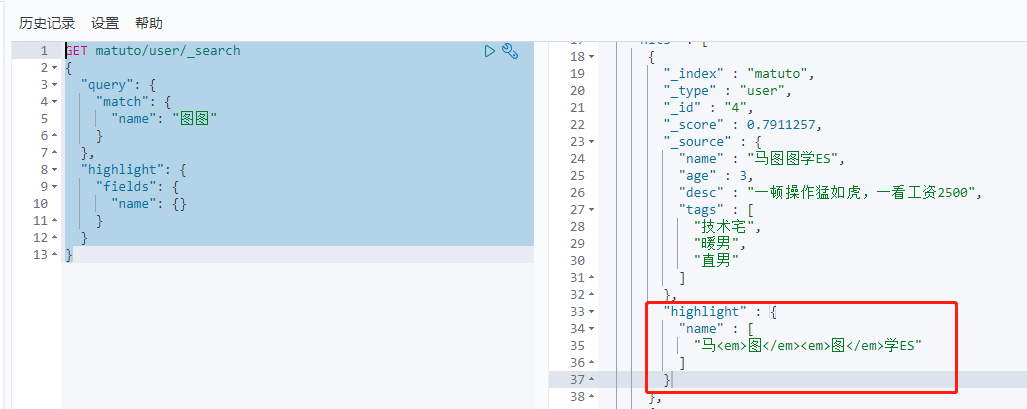 历史记录 设置 帮助
1 GET matuto/user/_search
2 {
3 "query": {
4 "match": {
5 "name": "图图"
6 }
7 },
8 "highlight": {
9 "fields": {
10 "name": {}
11 }
12 }
13 }
17 "hits" : [
18 {
19 "_index" : "matuto",
20 "_type" : "user",
21 "_id" : "4",
22 "_score" : 0.7911257,
23 "_source" : {
24 "name" : "马图图学ES",
25 "age" : 3,
26 "desc" : "一顿操作猛如虎，一看工资2500",
27 "tags" : [
28 "技术宅",
29 "暖男",
30 "直男"
31 ]
32 },
33 "highlight" : {
34 "name" : [
35 "马<em>图</em><em>图</em>学ES"
36 ]
37 }
38 },